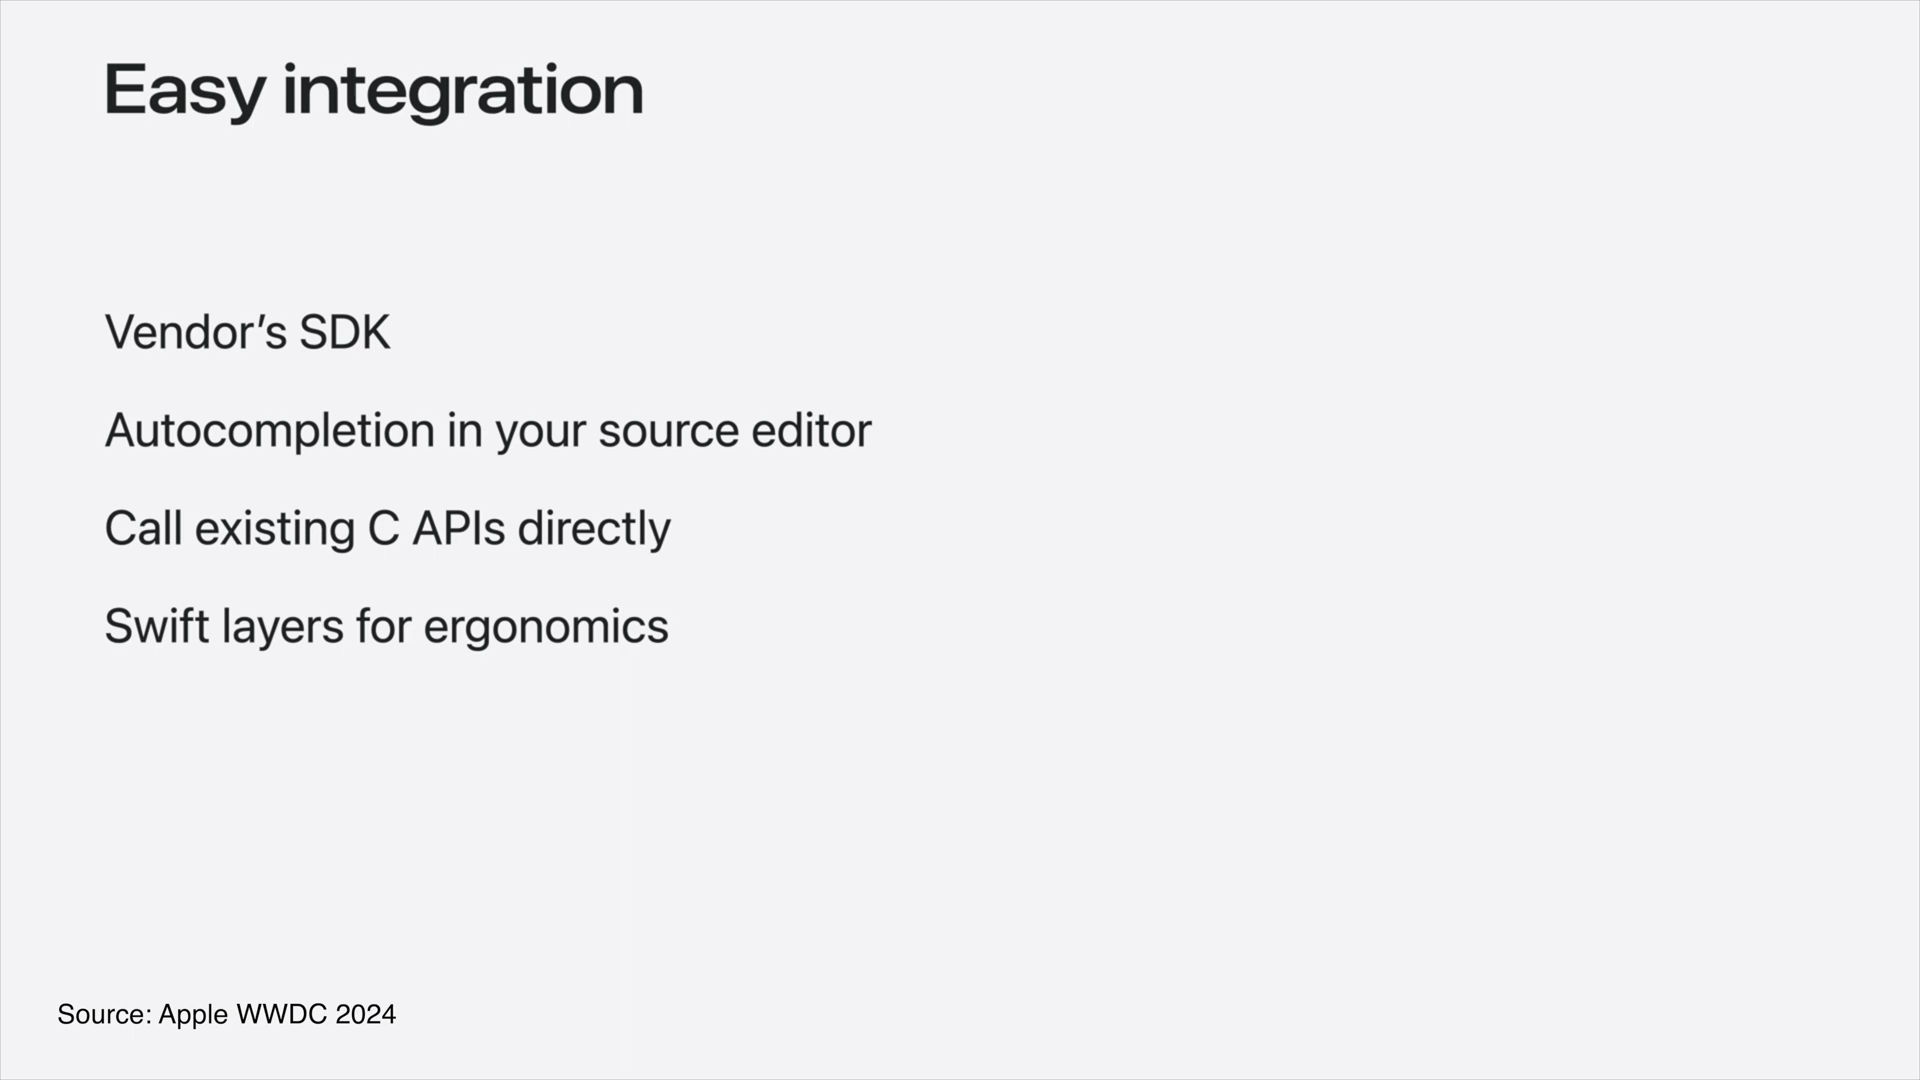 Easy integration
Vendor’s SDK
Autocompletion in your source editor
Call existing C APIs directly
Swift layers for ergonomics
Source: Apple WWDC 2024